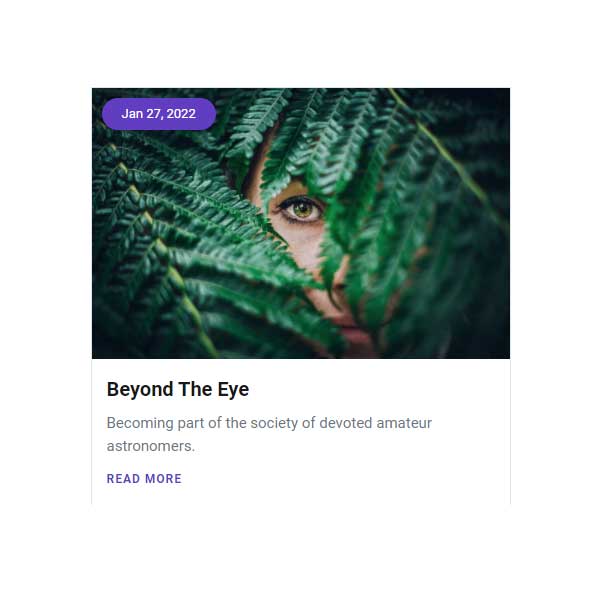 Jan 27, 2022
Beyond The Eye
Becoming part of the society of devoted amateur
astronomers.
READ MORE